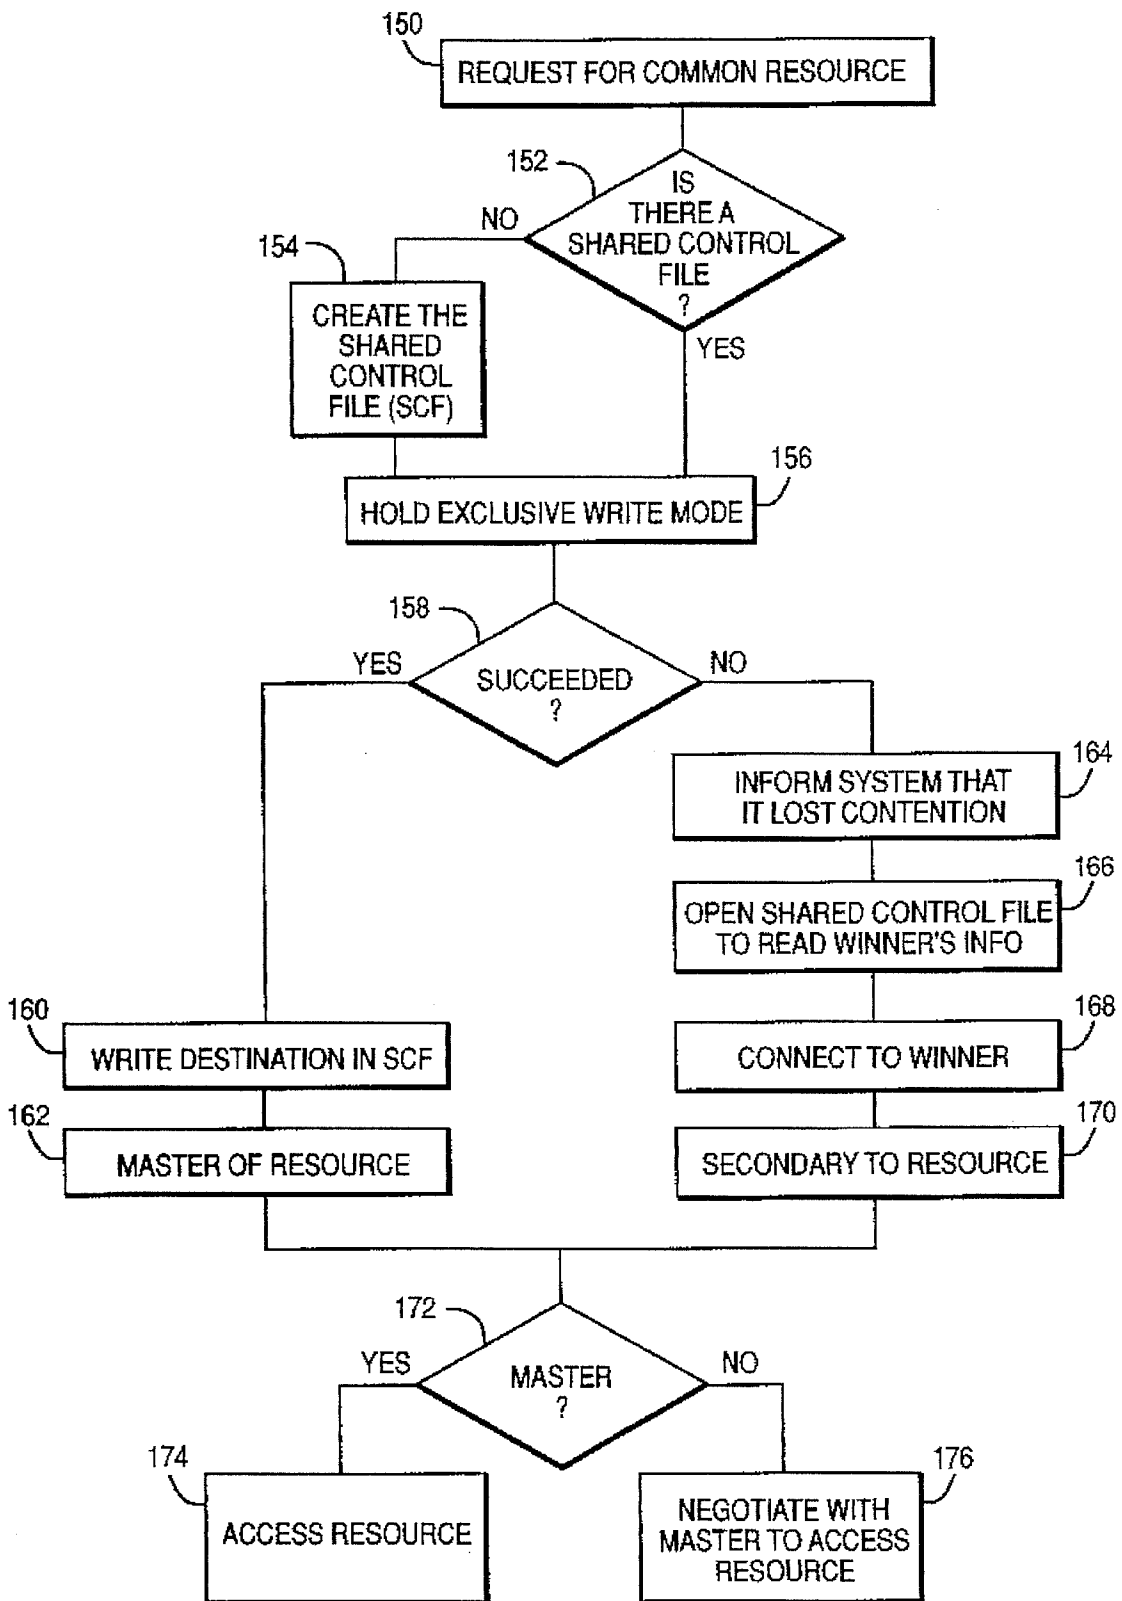 150
REQUEST FOR COMMON RESOURCE
152
IS
THERE A
SHARED CONTROL
FILE
?
NO
YES
154
CREATE THE
SHARED
CONTROL
FILE (SCF)
156
HOLD EXCLUSIVE WRITE MODE
158
YES
NO
SUCCEEDED
?
164
INFORM SYSTEM THAT
IT LOST CONTENTION
166
OPEN SHARED CONTROL FILE
TO READ WINNER'S INFO
160
WRITE DESTINATION IN SCF
168
CONNECT TO WINNER
162
MASTER OF RESOURCE
170
SECONDARY TO RESOURCE
172
YES
NO
MASTER
?
174
ACCESS RESOURCE
176
NEGOTIATE WITH
MASTER TO ACCESS
RESOURCE